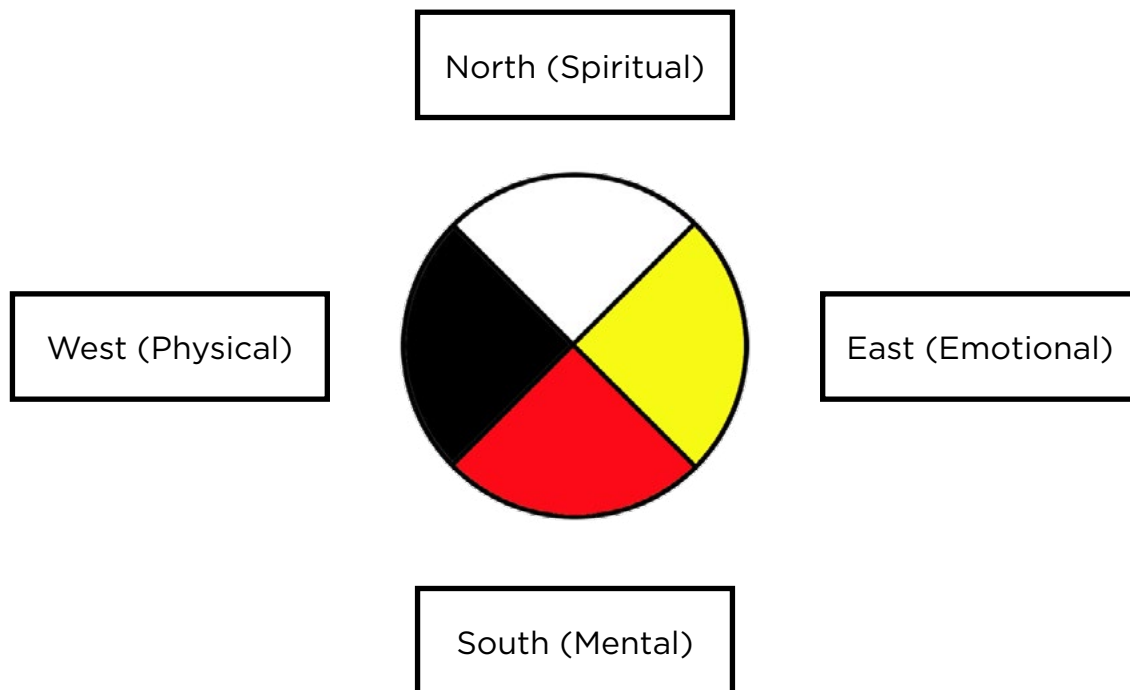 North (Spiritual)
West (Physical)
East (Emotional)
South (Mental)